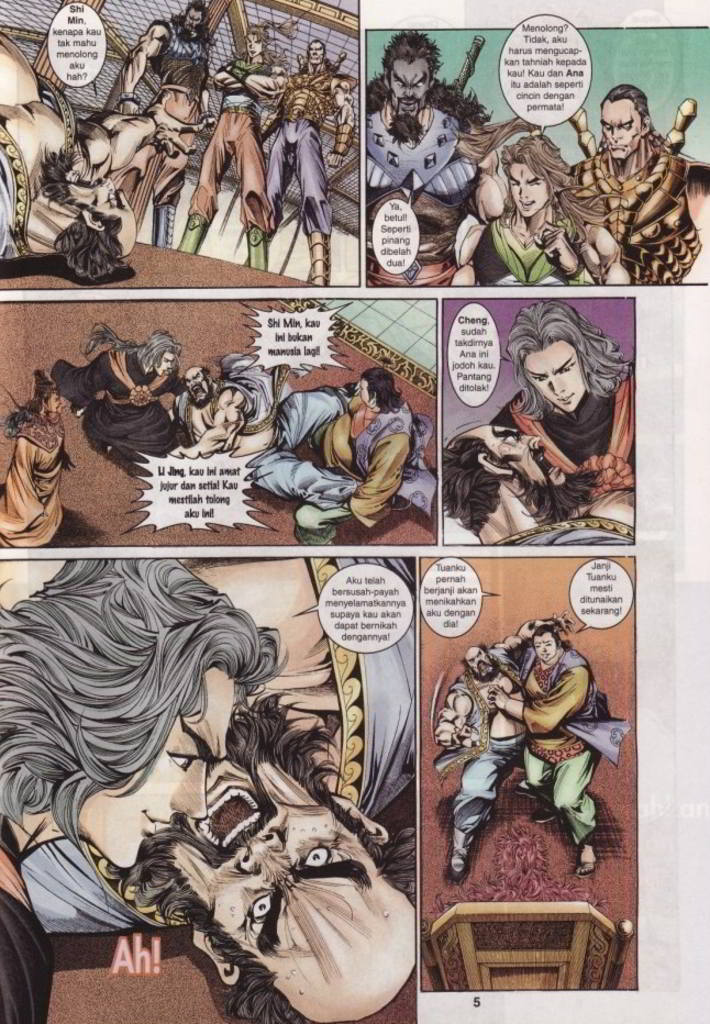 Shi
Min,
kenapa kau
tak mahu
menolong
aku
hah?
Menolong?
Tidak, aku
harus mengucap-
kan tahniah kepada
kau! Kau dan Ana
itu adalah seperti
cincin dengan
permata!
Ya,
betul!
Seperti
pinang
dibelah
dua!
Shi Min, kau
ini bukan
manusia lagi!
Li Jing, kau ini amat
jujur dan setia! Kau
mestilah tolong
aku ini!
Cheng,
sudah
takdirnya
Ana ini
jodoh kau.
Pantang
ditolak!
Aku telah
bersusah-payah
menyelamatkannya
supaya kau akan
dapat bernikah
dengannya!
Ah!
Tuanku
pernah
berjanji akan
menikahkan
aku dengan
dia!
Janji
Tuanku
mesti
ditunaikan
sekarang!
5